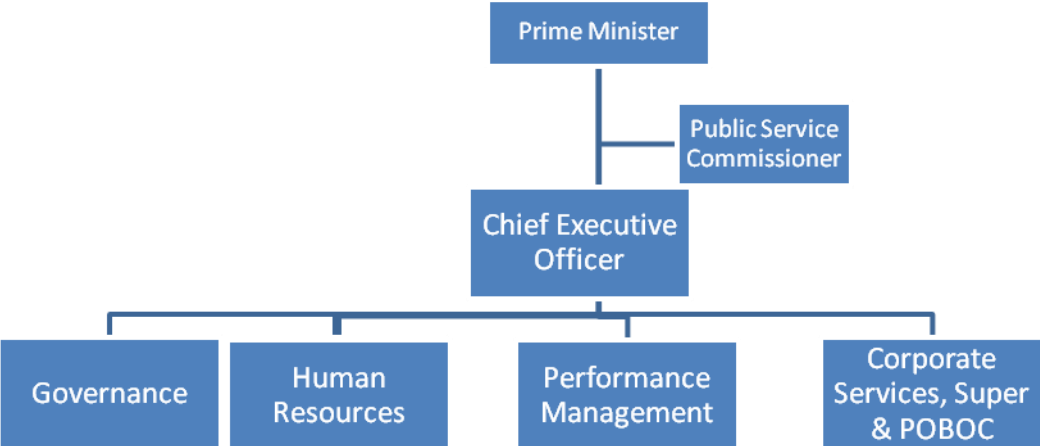 Prime Minister
Public Service
Commissioner
Chief Executive
Officer
Governance
Human
Resources
Performance
Management
Corporate
Services, Super
& POBOC